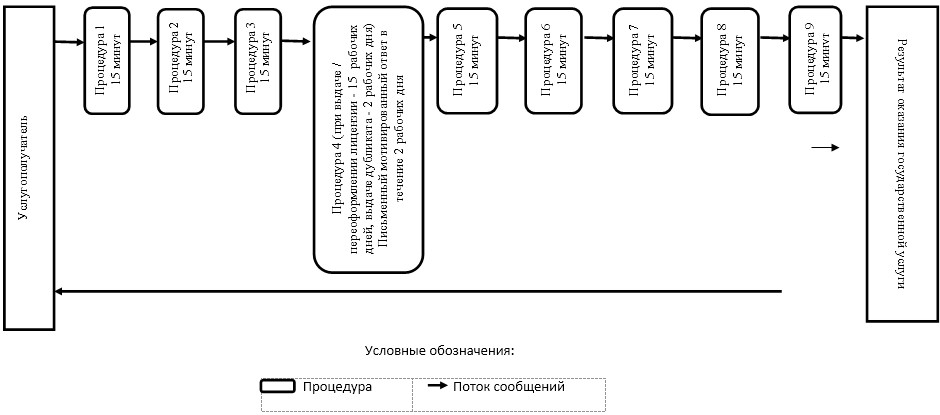 Услугополучатель
Процедура 1
15 минут
Процедура 2
15 минут
Процедура 3
15 минут
Процедура 4 (при выдаче /
переоформлении лицензии - 15 рабочих
дней, выдаче дубликата - 2 рабочих дня)
Письменный мотивированный ответ в
течение 2 рабочих дня
Процедура 5
15 минут
Процедура 6
15 минут
Процедура 7
15 минут
Процедура 8
15 минут
Процедура 9
15 минут
Результат оказания государственной услуги
Условные обозначения:
Процедура
Поток сообщений